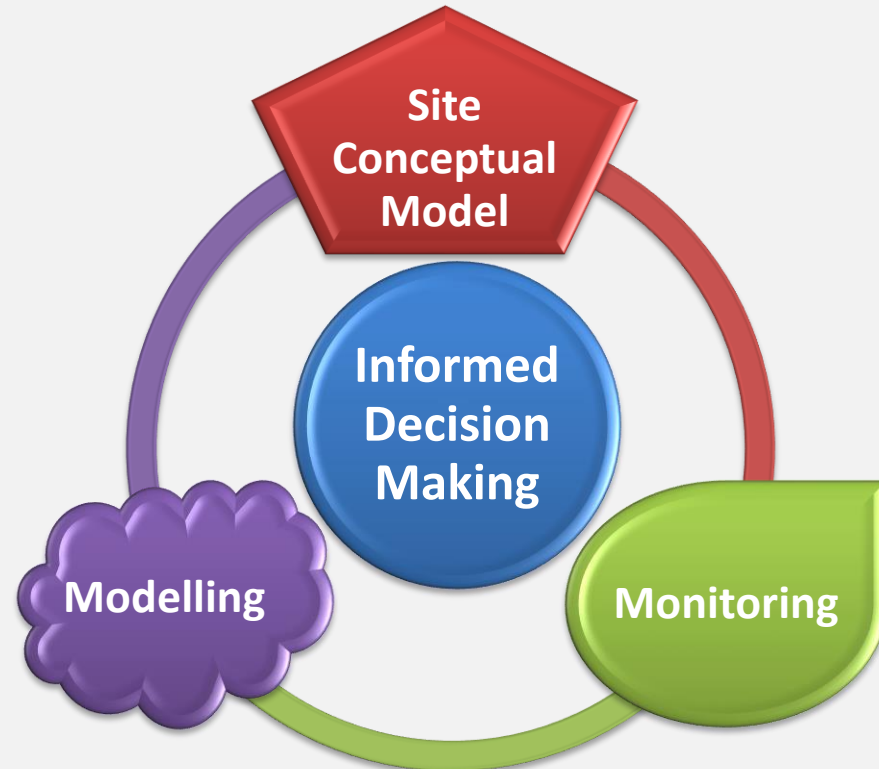 Site
Conceptual
Model
Informed
Decision
Making
Modelling
Monitoring